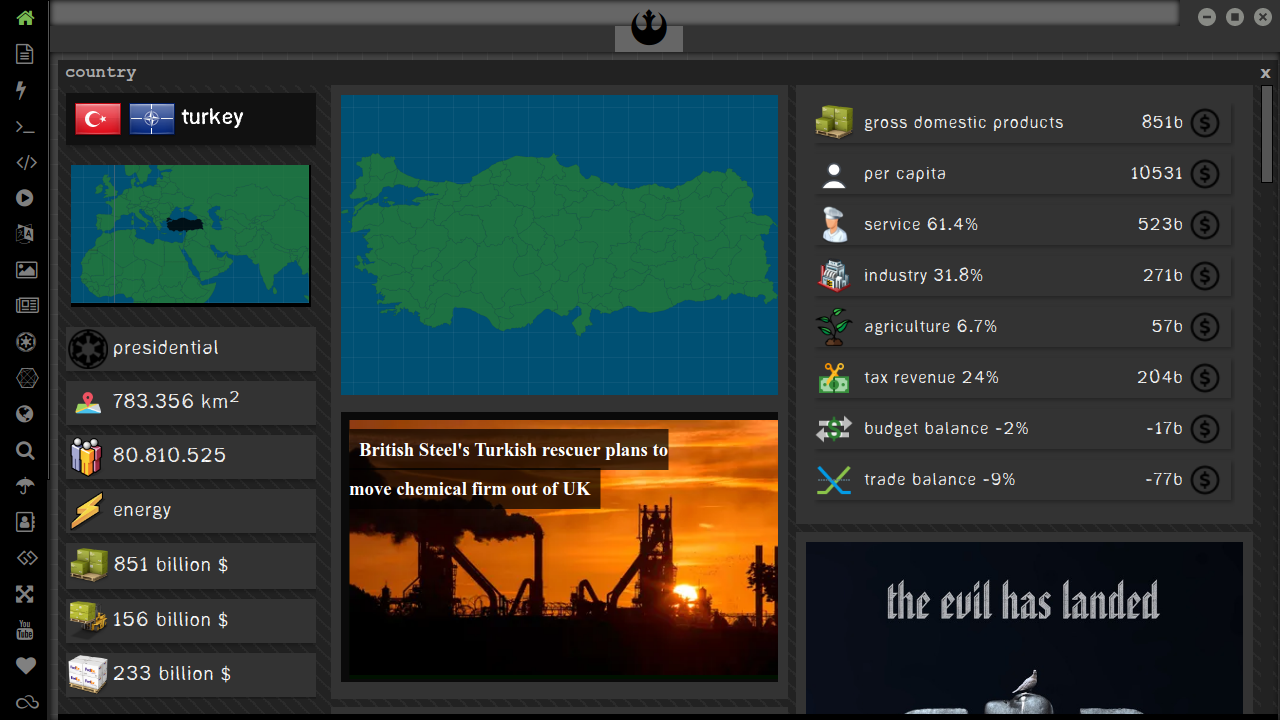 country
x
turkey
presidential
783.356 km²
80.810.525
energy
851 billion $
156 billion $
233 billion $
British Steel's Turkish rescuer plans to
move chemical firm out of UK
gross domestic products 851b
per capita 10531
service 61.4% 523b
industry 31.8% 271b
agriculture 6.7% 57b
tax revenue 24% 204b
budget balance -2% -17b
trade balance -9% -77b
the evil has landed
You
Tube